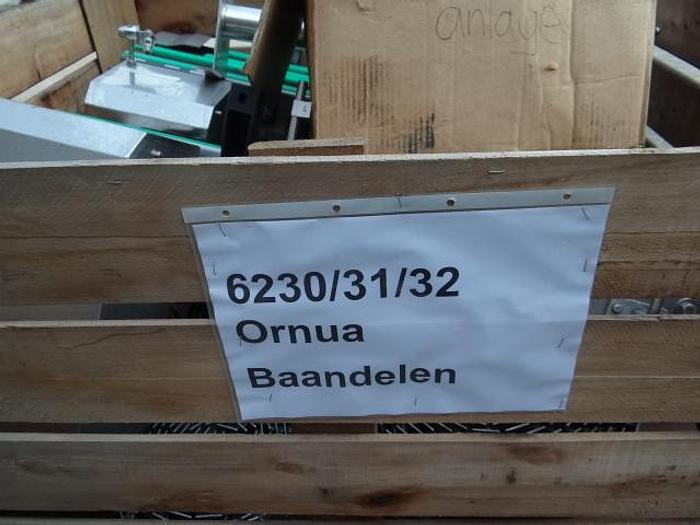 anlage
6230/31/32
Ornua
Baandelen